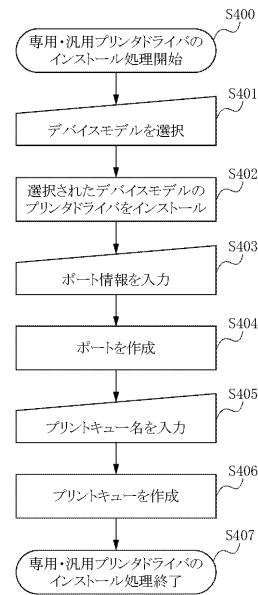 S400
専用・汎用プリンタドライバの
インストール処理開始
S401
デバイスモデルを選択
S402
選択されたデバイスモデルの
プリンタドライバをインストール
S403
ポート情報を入力
S404
ポートを作成
S405
プリントキュー名を入力
S406
プリントキューを作成
S407
専用・汎用プリンタドライバの
インストール処理終了